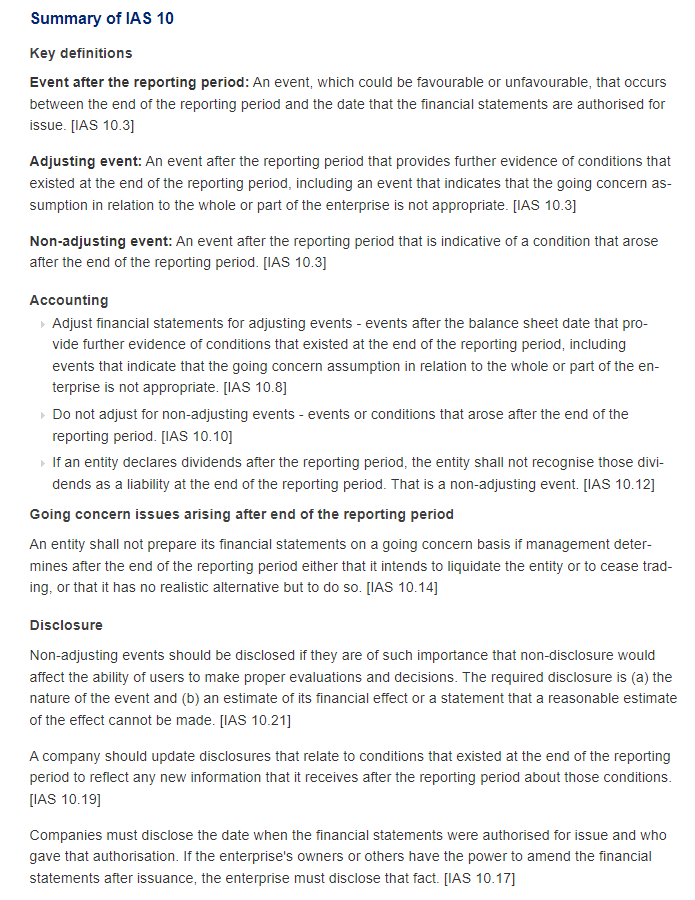 Summary of IAS 10
Key definitions
Event after the reporting period: An event, which could be favourable or unfavourable, that occurs
between the end of the reporting period and the date that the financial statements are authorised for
issue. [IAS 10.3]
Adjusting event: An event after the reporting period that provides further evidence of conditions that
existed at the end of the reporting period, including an event that indicates that the going concern as-
sumption in relation to the whole or part of the enterprise is not appropriate. [IAS 10.3]
Non-adjusting event: An event after the reporting period that is indicative of a condition that arose
after the end of the reporting period. [IAS 10.3]
Accounting
Adjust financial statements for adjusting events - events after the balance sheet date that pro-
vide further evidence of conditions that existed at the end of the reporting period, including
events that indicate that the going concern assumption in relation to the whole or part of the en-
terprise is not appropriate. [IAS 10.8]
Do not adjust for non-adjusting events - events or conditions that arose after the end of the
reporting period. [IAS 10.10]
If an entity declares dividends after the reporting period, the entity shall not recognise those divi-
dends as a liability at the end of the reporting period. That is a non-adjusting event. [IAS 10.12]
Going concern issues arising after end of the reporting period
An entity shall not prepare its financial statements on a going concern basis if management deter-
mines after the end of the reporting period either that it intends to liquidate the entity or to cease trad-
ing, or that it has no realistic alternative but to do so. [IAS 10.14]
Disclosure
Non-adjusting events should be disclosed if they are of such importance that non-disclosure would
affect the ability of users to make proper evaluations and decisions. The required disclosure is (a) the
nature of the event and (b) an estimate of its financial effect or a statement that a reasonable estimate
of the effect cannot be made. [IAS 10.21]
A company should update disclosures that relate to conditions that existed at the end of the reporting
period to reflect any new information that it receives after the reporting period about those conditions.
[IAS 10.19]
Companies must disclose the date when the financial statements were authorised for issue and who
gave that authorisation. If the enterprise's owners or others have the power to amend the financial
statements after issuance, the enterprise must disclose that fact. [IAS 10.17]